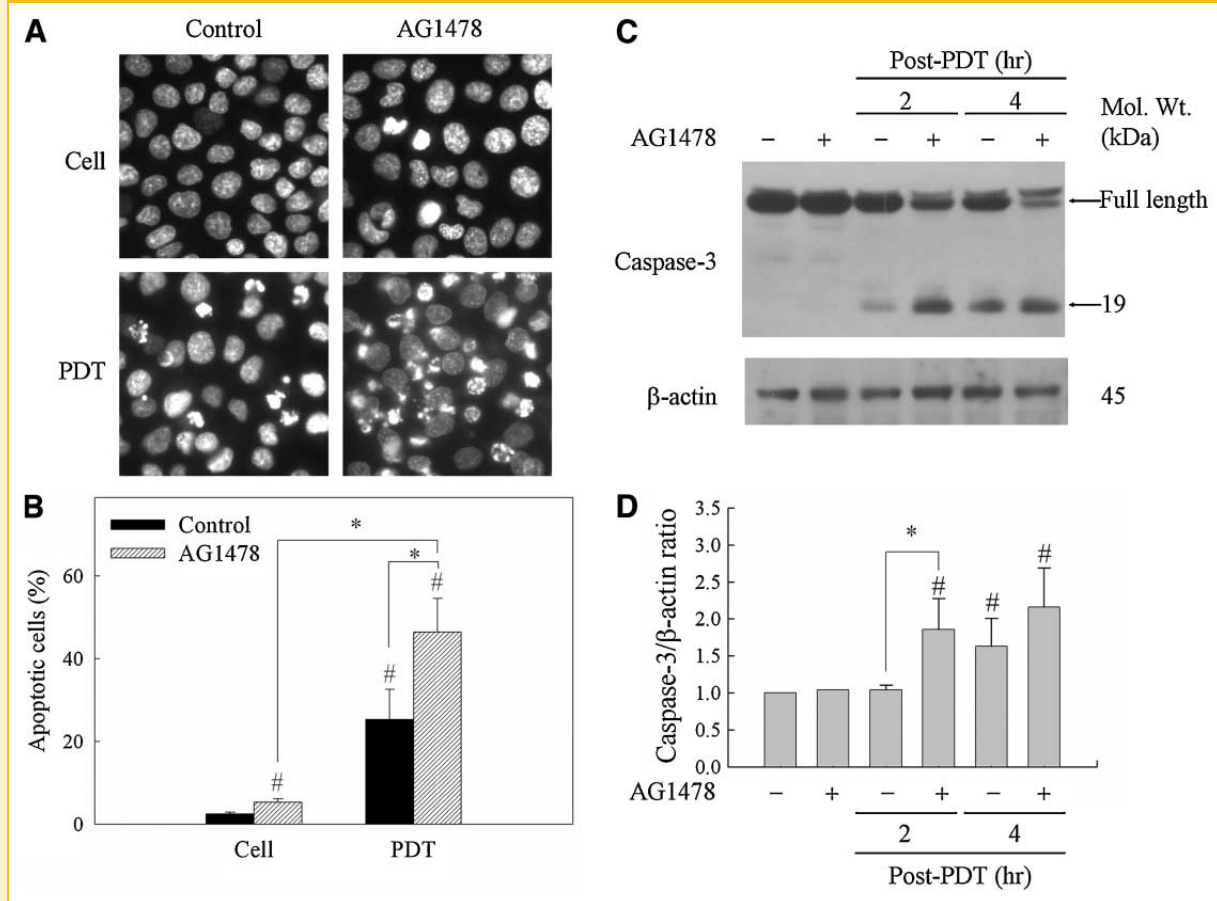 A
Control AG1478
Cell
PDT
B
Control
AG1478
*
*
#
#
#
Apoptotic cells (%)
60
40
20
0
Cell PDT
C
Post-PDT (hr)
2 4
Mol. Wt.
(kDa)
AG1478 − + − + − +
Full length
Caspase-3
19
β-actin
45
D
Caspase-3/β-actin ratio
3.5
3.0
2.5
2.0
1.5
1.0
0.5
0.0
*
#
#
#
AG1478 − + − + − +
2 4
Post-PDT (hr)